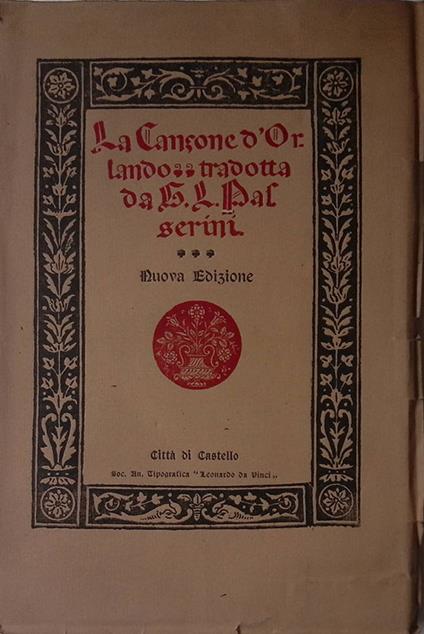 La Canzone d'Or-
lando tradotta
da G. L. Pas
serini
Nuova Edizione
Città di Castello
Soc. An. Tipografica "Leonardo da Vinci„